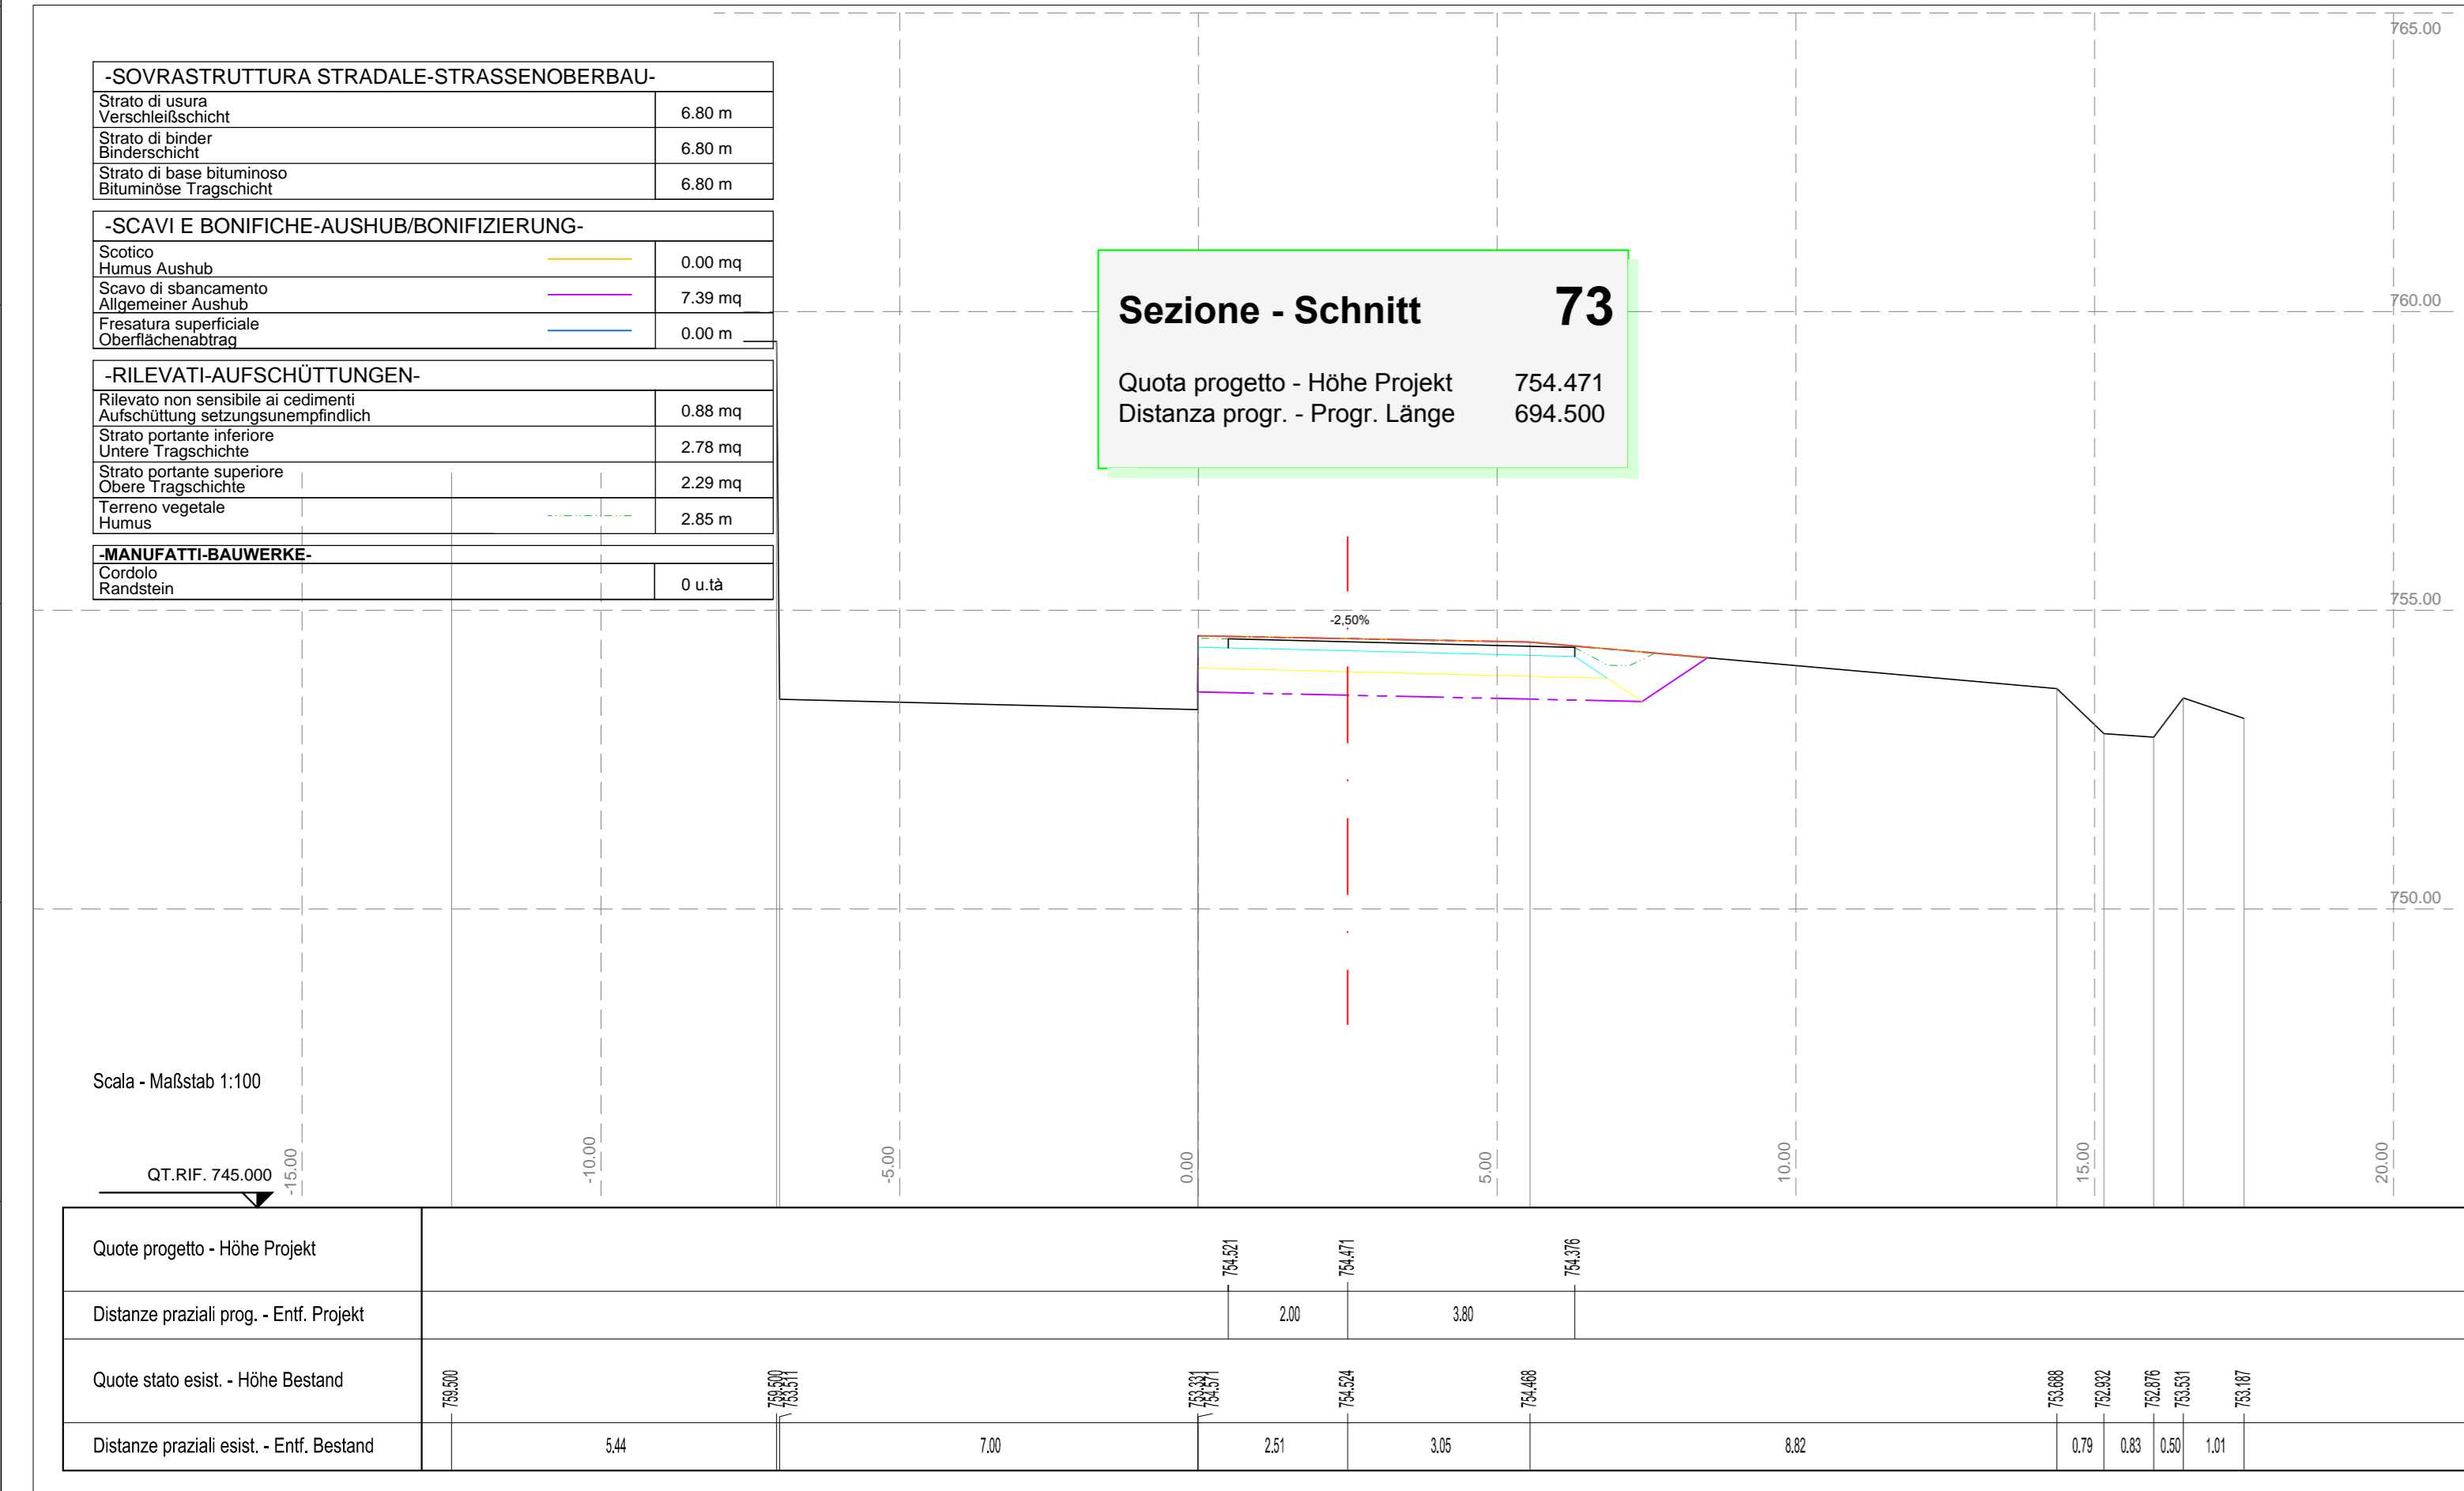 765.00
-SOVRASTRUTTURA STRADALE-STRASSENOBERBAU-
Strato di usura
Verschleißschicht
6.80 m
Strato di binder
Binderschicht
6.80 m
Strato di base bituminoso
Bituminöse Tragschicht
6.80 m
-SCAVI E BONIFICHE-AUSHUB/BONIFIZIERUNG-
Scotico
Humus Aushub
0.00 mq
Scavo di sbancamento
Allgemeiner Aushub
7.39 mq
Fresatura superficiale
Oberflächenabtrag
0.00 m
-RILEVATI-AUFSCHÜTTUNGEN-
Rilevato non sensibile ai cedimenti
Aufschüttung setzungsunempfindlich
0.88 mq
Strato portante inferiore
Untere Tragschichte
2.78 mq
Strato portante superiore
Obere Tragschichte
2.29 mq
Terreno vegetale
Humus
2.85 m
-MANUFATTI-BAUWERKE-
Cordolo
Randstein
0 u.tà
Sezione - Schnitt 73
Quota progetto - Höhe Projekt 754.471
Distanza progr. - Progr. Länge 694.500
760.00
755.00
-2,50%
750.00
Scala - Maßstab 1:100
QT.RIF. 745.000
-15.00 -10.00 -5.00 0.00 5.00 10.00 15.00 20.00
Quote progetto - Höhe Projekt 754.521 754.471 754.376
Distanze praziali prog. - Entf. Projekt 2.00 3.80
Quote stato esist. - Höhe Bestand 759.500 759.500 753.511 753.331 754.571 754.524 754.468 753.688 752.932 752.876 753.531 753.187
Distanze praziali esist. - Entf. Bestand 5.44 7.00 2.51 3.05 8.82 0.79 0.83 0.50 1.01